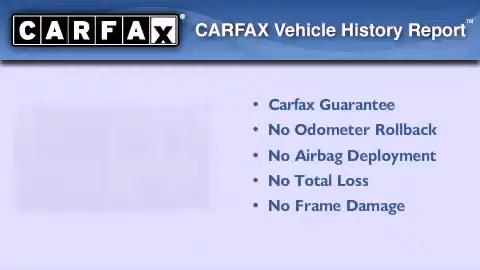 CARFAX® CARFAX Vehicle History Report™
• Carfax Guarantee
• No Odometer Rollback
• No Airbag Deployment
• No Total Loss
• No Frame Damage